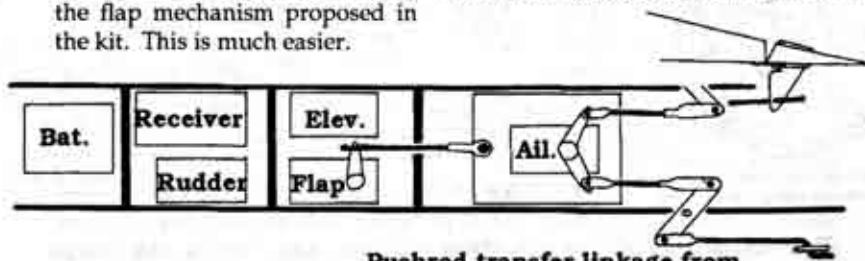 the flap mechanism proposed in
the kit. This is much easier.
Receiver
Elev.
Bat.
Ail.
Rudder
Flap
Pushrod transfer linkage from